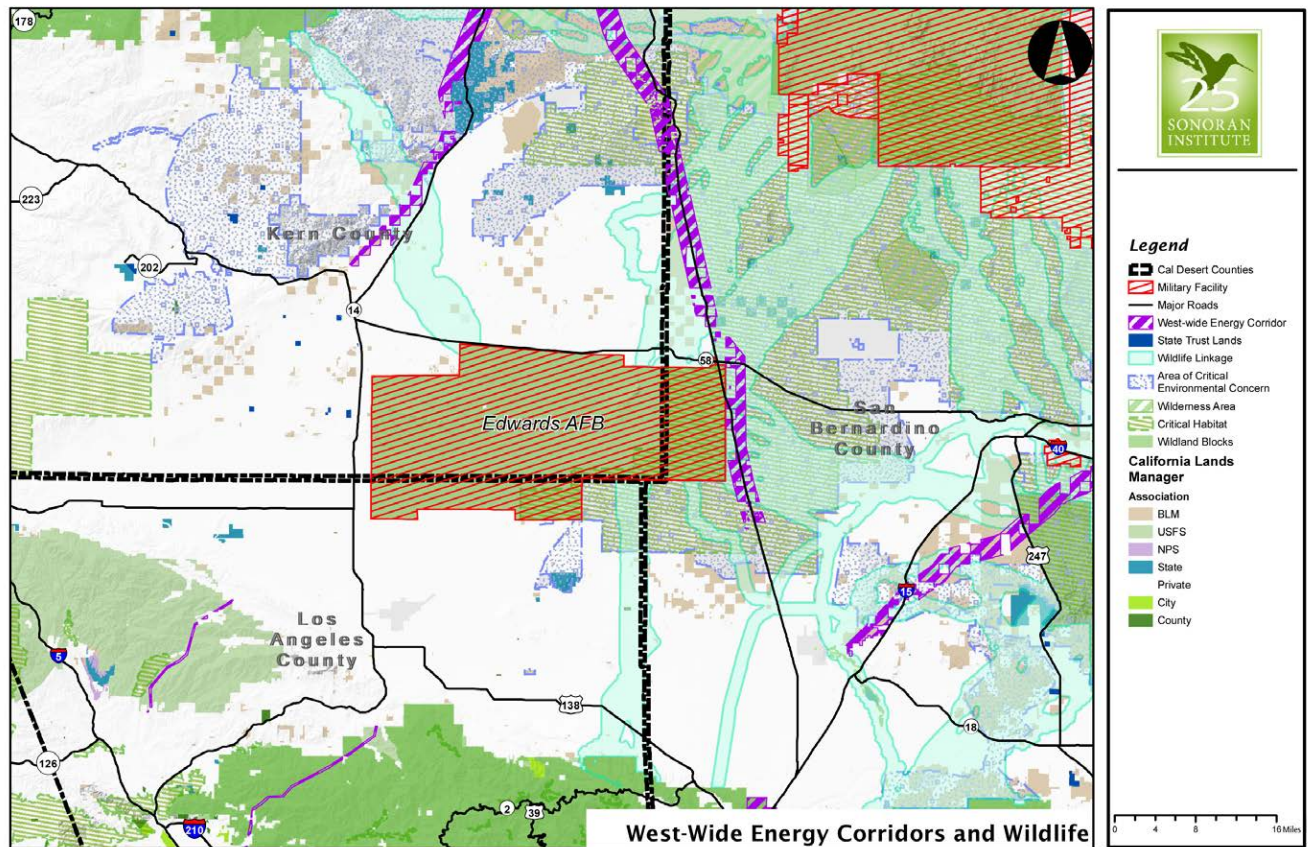 178
223
Kern County
202
14
58
Edwards AFB
San
Bernardino
County
40
247
15
Los
Angeles
County
5
138
18
126
2
39
210
West-Wide Energy Corridors and Wildlife
25
SONORAN
INSTITUTE
Legend
Cal Desert Counties
Military Facility
Major Roads
West-wide Energy Corridor
State Trust Lands
Wildlife Linkage
Area of Critical
Environmental Concern
Wilderness Area
Critical Habitat
Wildland Blocks
California Lands
Manager
Association
BLM
USFS
NPS
State
Private
City
County
0 4 8 16 Miles